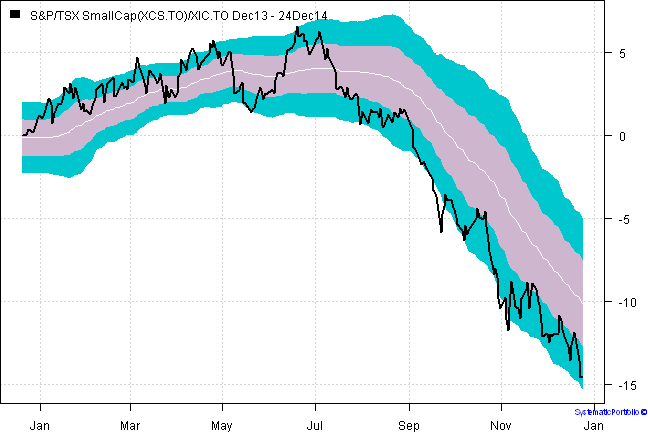 S&P/TSX SmallCap(XCS.TO)/XIC.TO Dec13 - 24Dec14
5
0
-5
-10
-15
Jan Mar May Jul Sep Nov Jan
SystematicPortfolio ©